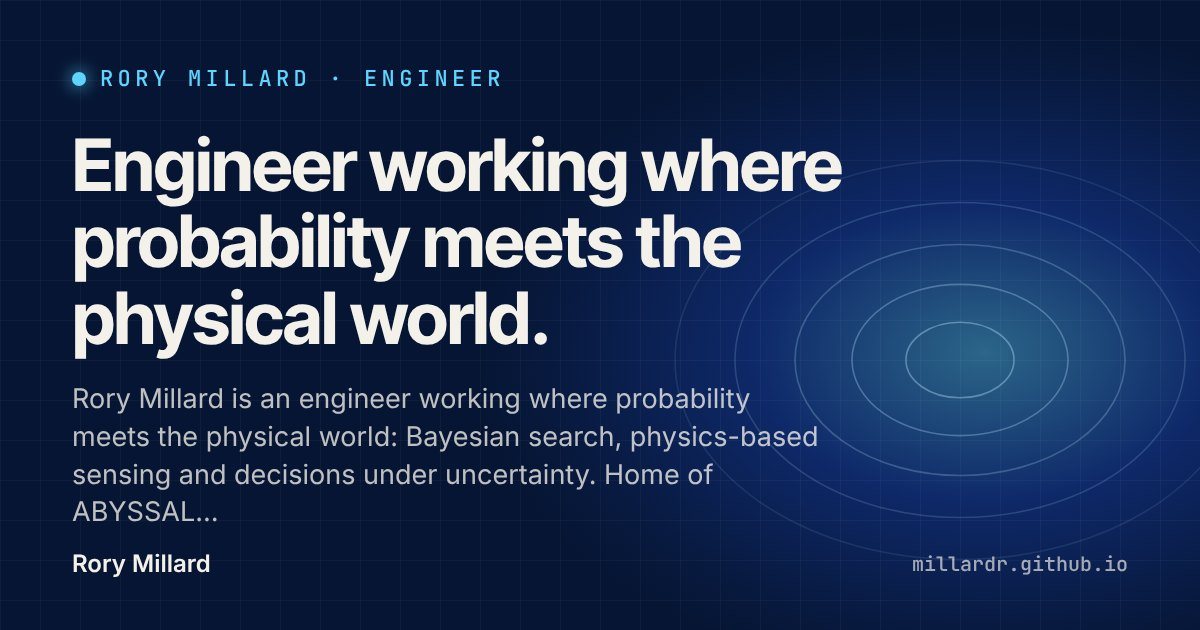 RORY MILLARD · ENGINEER
Engineer working where
probability meets the
physical world.
Rory Millard is an engineer working where probability
meets the physical world: Bayesian search, physics-based
sensing and decisions under uncertainty. Home of
ABYSSAL…
Rory Millard
millardr.github.io